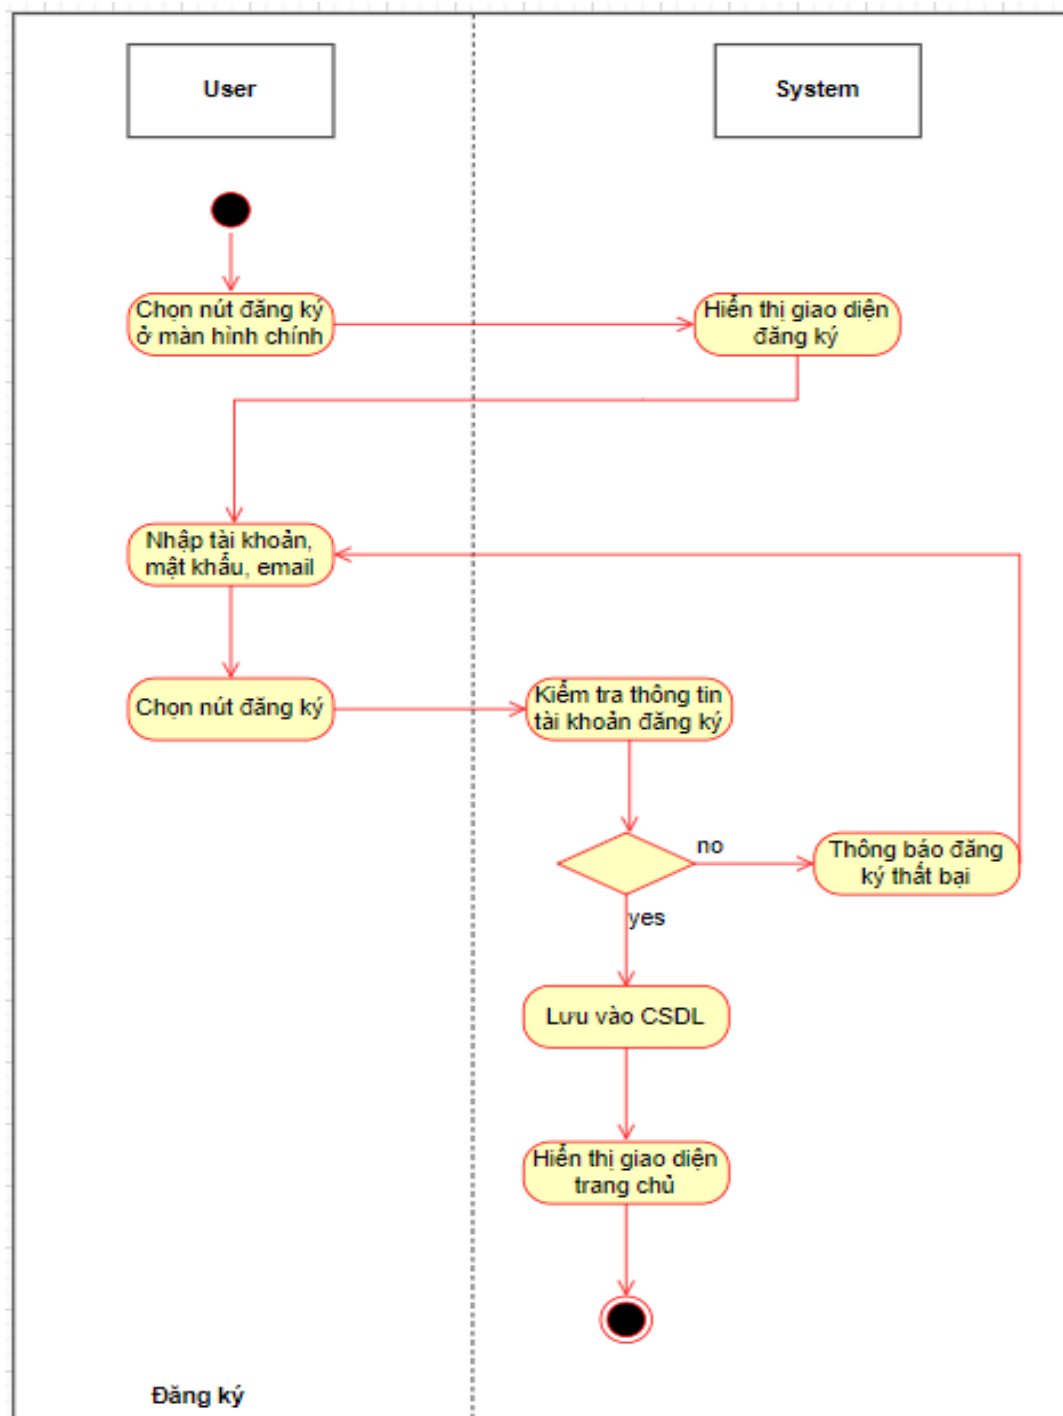 User
System
Chọn nút đăng ký
ở màn hình chính
Hiển thị giao diện
đăng ký
Nhập tài khoản,
mật khẩu, email
Chọn nút đăng ký
Kiểm tra thông tin
tài khoản đăng ký
no
Thông báo đăng
ký thất bại
yes
Lưu vào CSDL
Hiển thị giao diện
trang chủ
Đăng ký